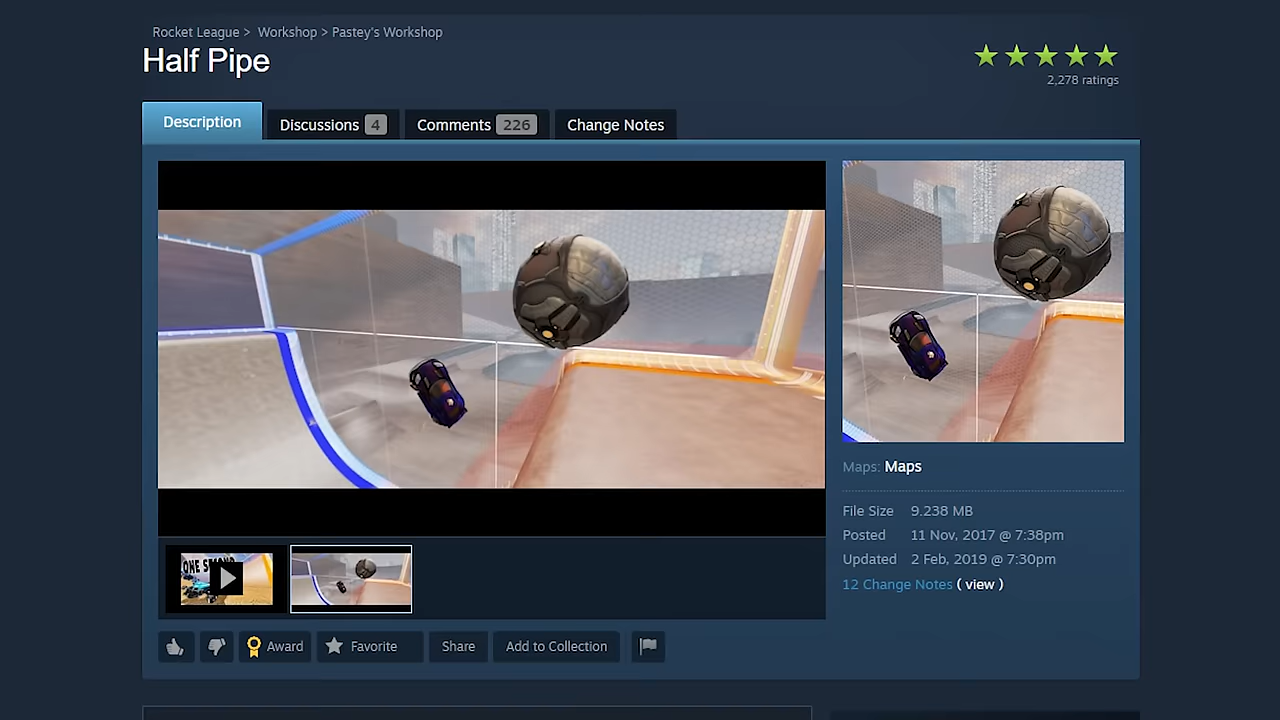 Rocket League > Workshop > Pastey's Workshop
Half Pipe
2,278 ratings
Description
Discussions 4
Comments 226
Change Notes
Maps: Maps
File Size 9.238 MB
Posted 11 Nov, 2017 @ 7:38pm
Updated 2 Feb, 2019 @ 7:30pm
12 Change Notes ( view )
ONE SECOND
Award
Favorite
Share
Add to Collection